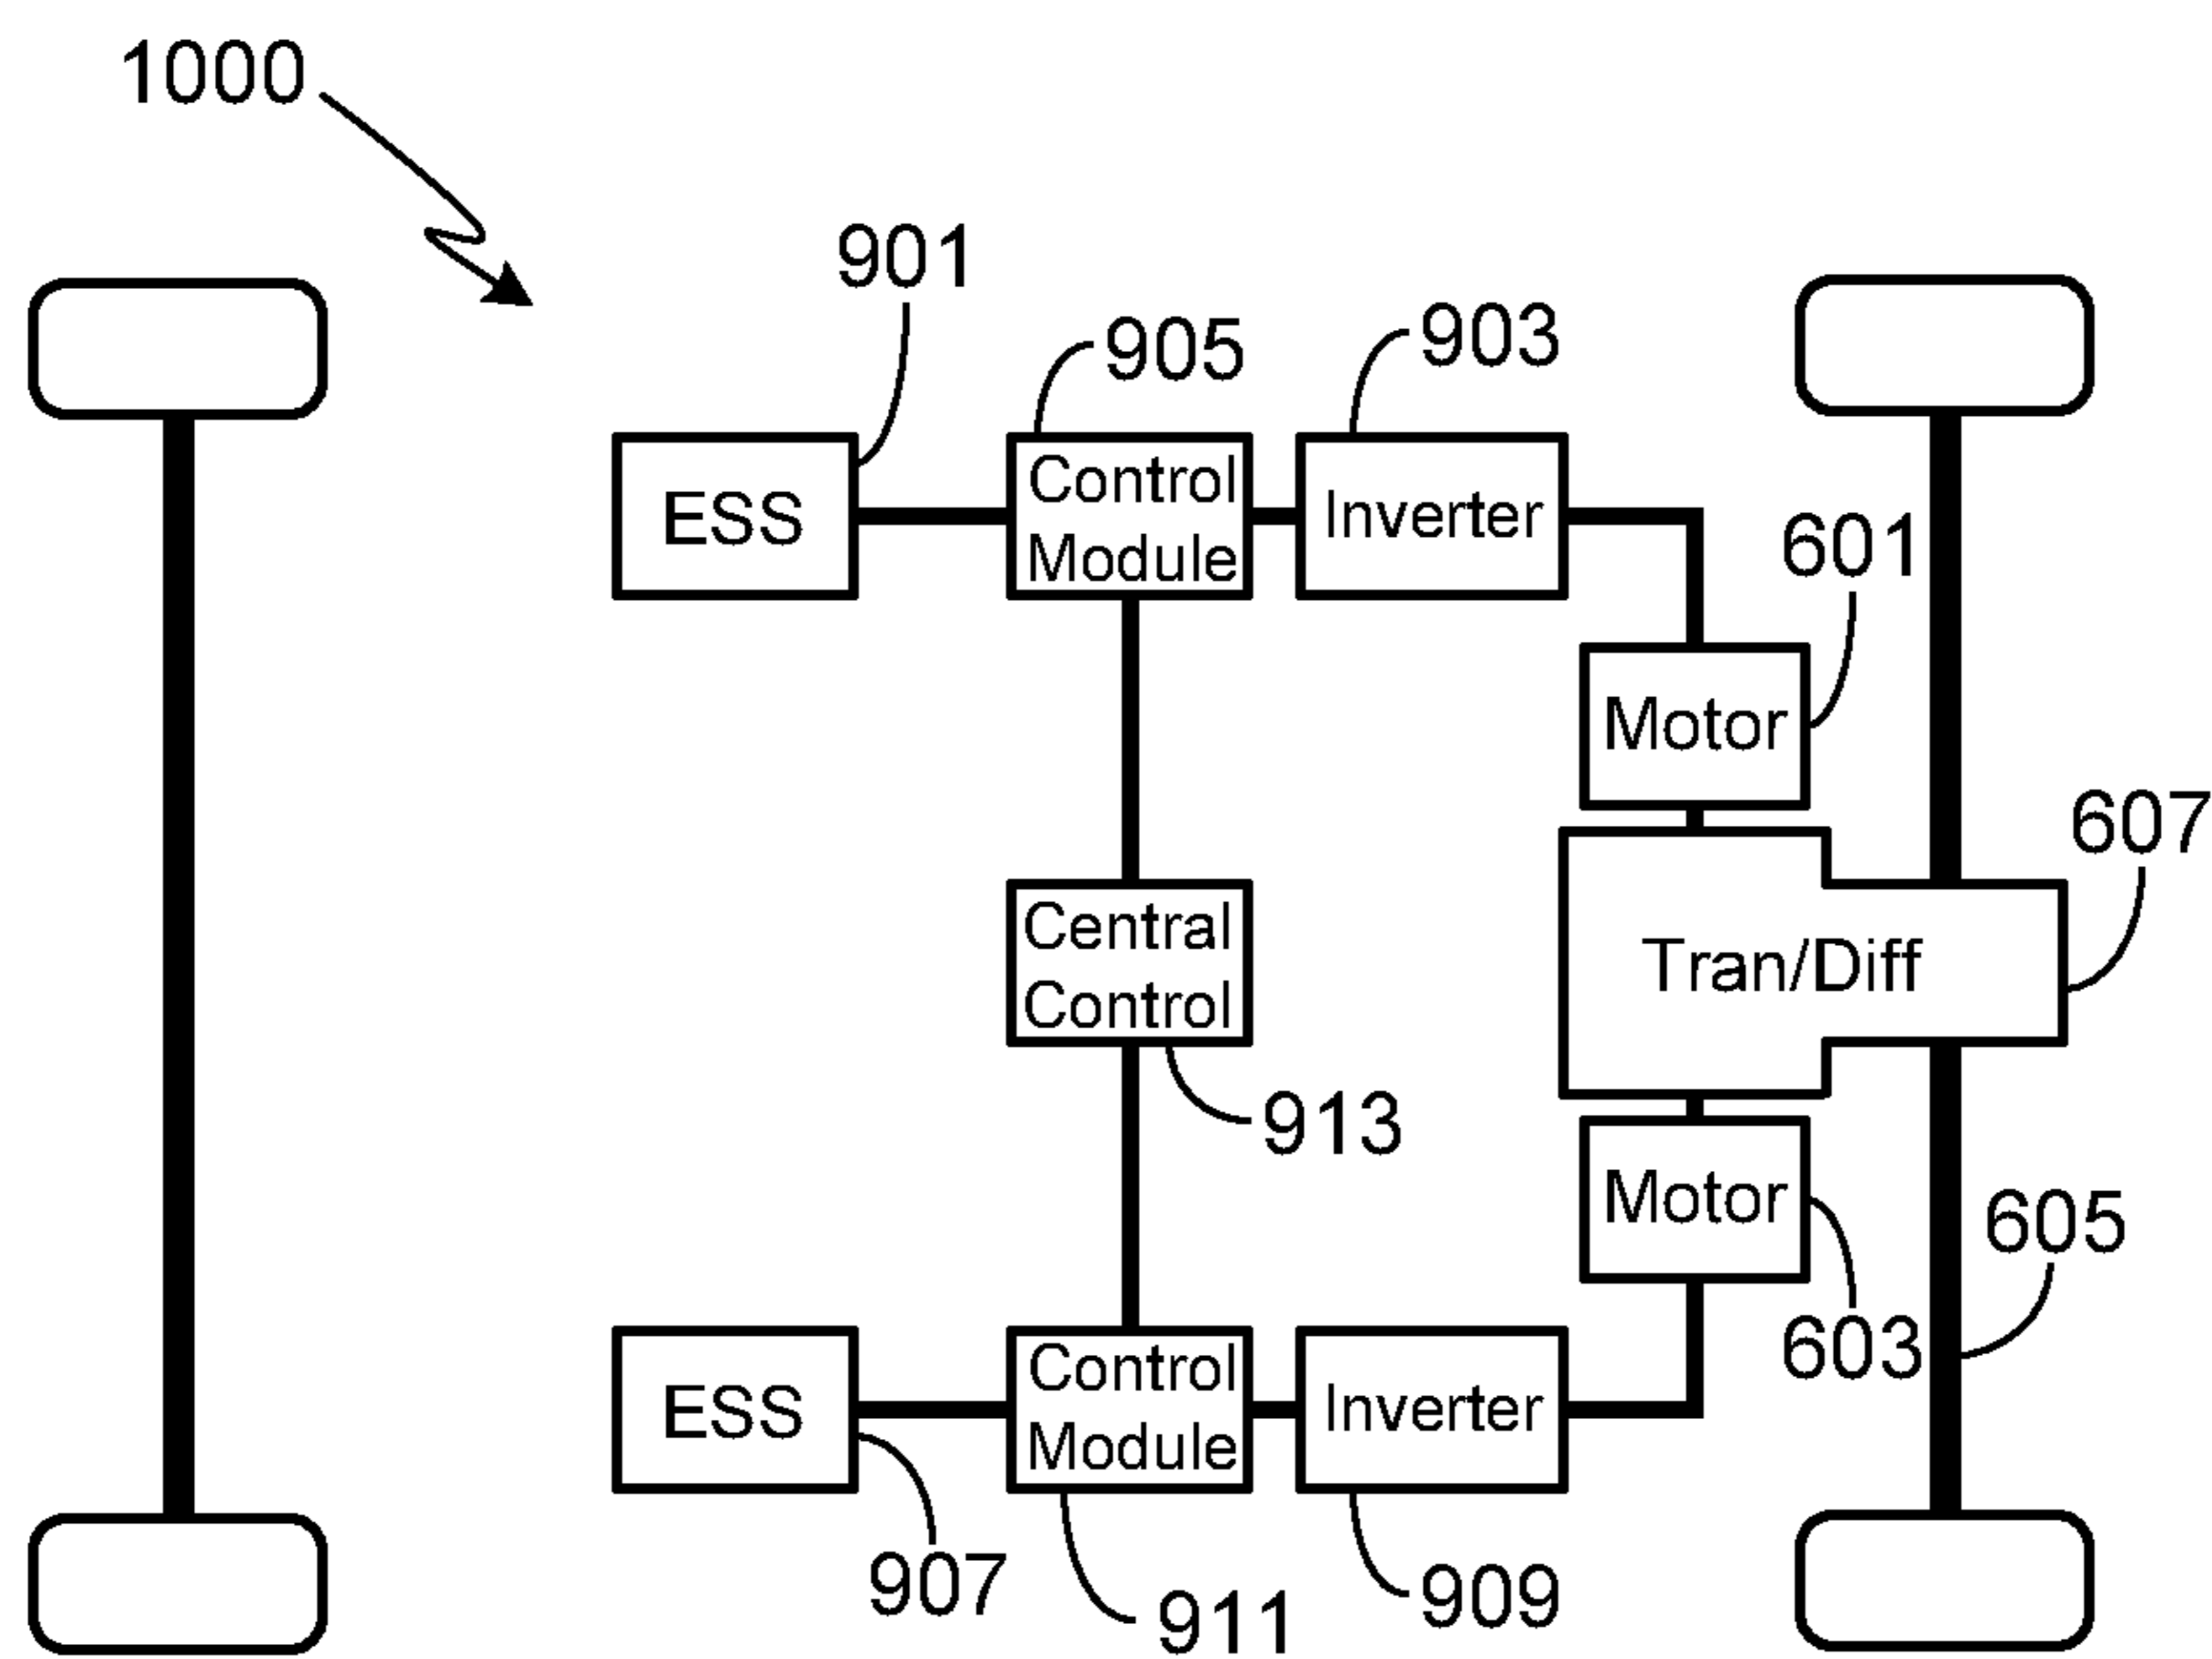 1000
901
905
903
ESS
Control
Module
Inverter
601
Motor
607
Central
Control
Tran/Diff
913
Motor
605
603
ESS
Control
Module
Inverter
907
911
909